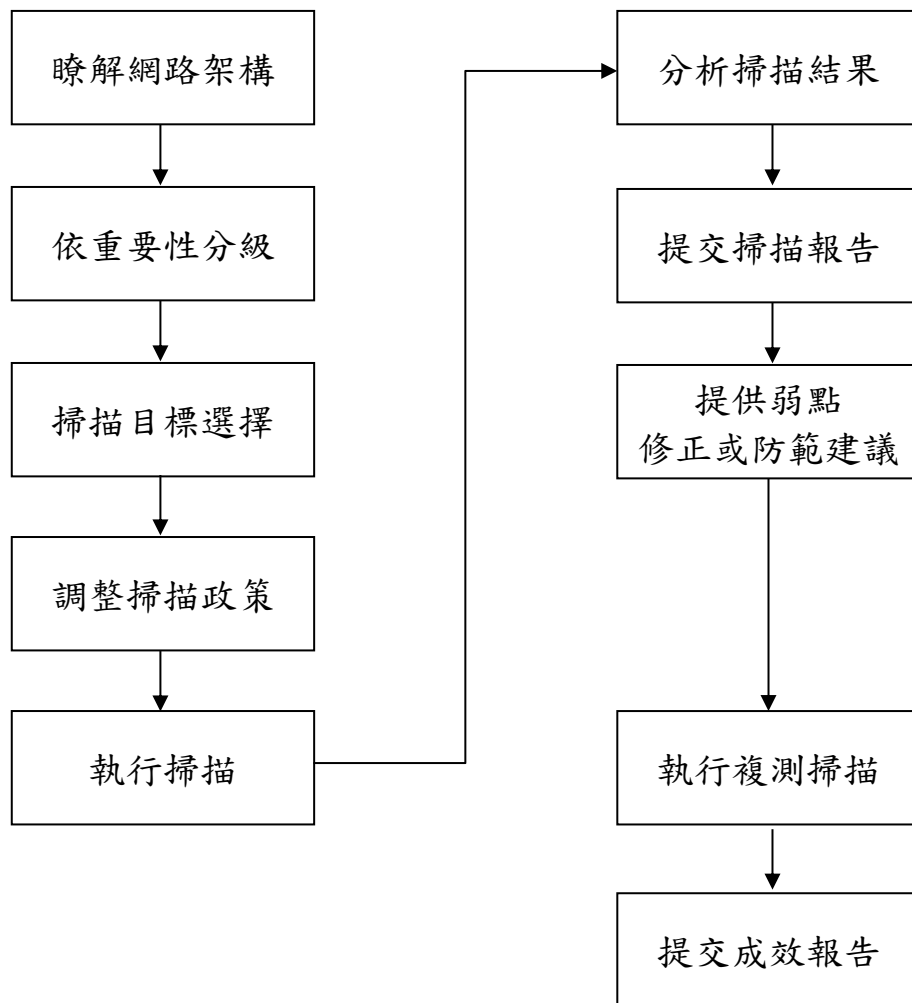 瞭解網路架構
依重要性分級
掃描目標選擇
調整掃描政策
執行掃描
分析掃描結果
提交掃描報告
提供弱點
修正或防範建議
執行複測掃描
提交成效報告